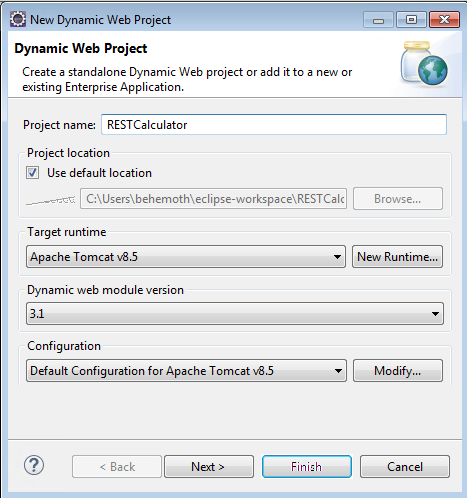 New Dynamic Web Project
Dynamic Web Project
Create a standalone Dynamic Web project or add it to a new or
existing Enterprise Application.
Project name: RESTCalculator
Project location
Use default location
C:\Users\behemoth\eclipse-workspace\RESTCalc Browse...
Target runtime
Apache Tomcat v8.5 New Runtime...
Dynamic web module version
3.1
Configuration
Default Configuration for Apache Tomcat v8.5 Modify...
? < Back Next > Finish Cancel